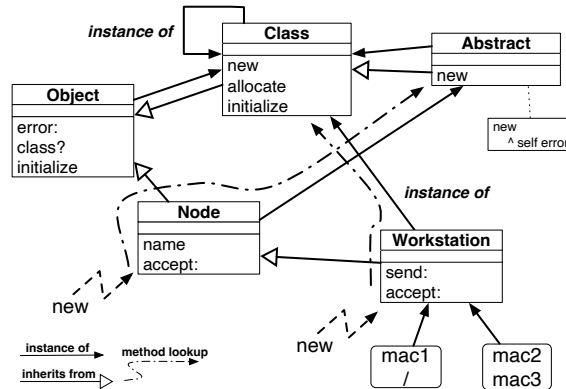 instance of
Class
new
allocate
initialize
Abstract
new
new
^ self error
Object
error:
class?
initialize
instance of
Node
name
accept:
Workstation
send:
accept:
new
new
mac1
/
mac2
mac3
instance of
method lookup
inherits from